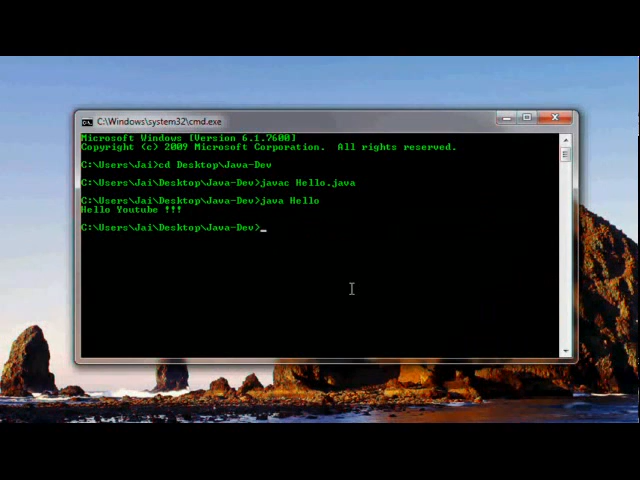 C:\Windows\system32\cmd.exe
Microsoft Windows [Version 6.1.7600]
Copyright (c) 2009 Microsoft Corporation.  All rights reserved.
C:\Users\Jai>cd Desktop\Java-Dev
C:\Users\Jai\Desktop\Java-Dev>javac Hello.java
C:\Users\Jai\Desktop\Java-Dev>java Hello
Hello Youtube !!!
C:\Users\Jai\Desktop\Java-Dev>